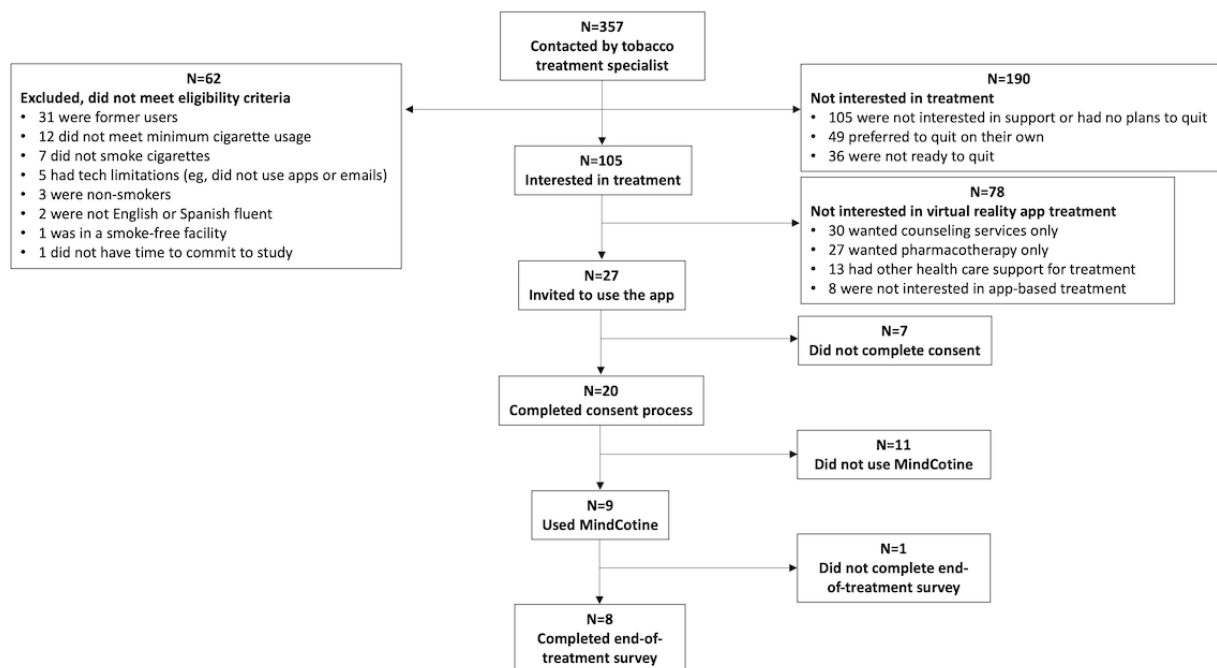 N=357
Contacted by tobacco
treatment specialist
N=62
Excluded, did not meet eligibility criteria
• 31 were former users
• 12 did not meet minimum cigarette usage
• 7 did not smoke cigarettes
• 5 had tech limitations (eg, did not use apps or emails)
• 3 were non-smokers
• 2 were not English or Spanish fluent
• 1 was in a smoke-free facility
• 1 did not have time to commit to study
N=190
Not interested in treatment
• 105 were not interested in support or had no plans to quit
• 49 preferred to quit on their own
• 36 were not ready to quit
N=105
Interested in treatment
N=78
Not interested in virtual reality app treatment
• 30 wanted counseling services only
• 27 wanted pharmacotherapy only
• 13 had other health care support for treatment
• 8 were not interested in app-based treatment
N=27
Invited to use the app
N=7
Did not complete consent
N=20
Completed consent process
N=11
Did not use MindCotine
N=9
Used MindCotine
N=1
Did not complete end-
of-treatment survey
N=8
Completed end-of-
treatment survey